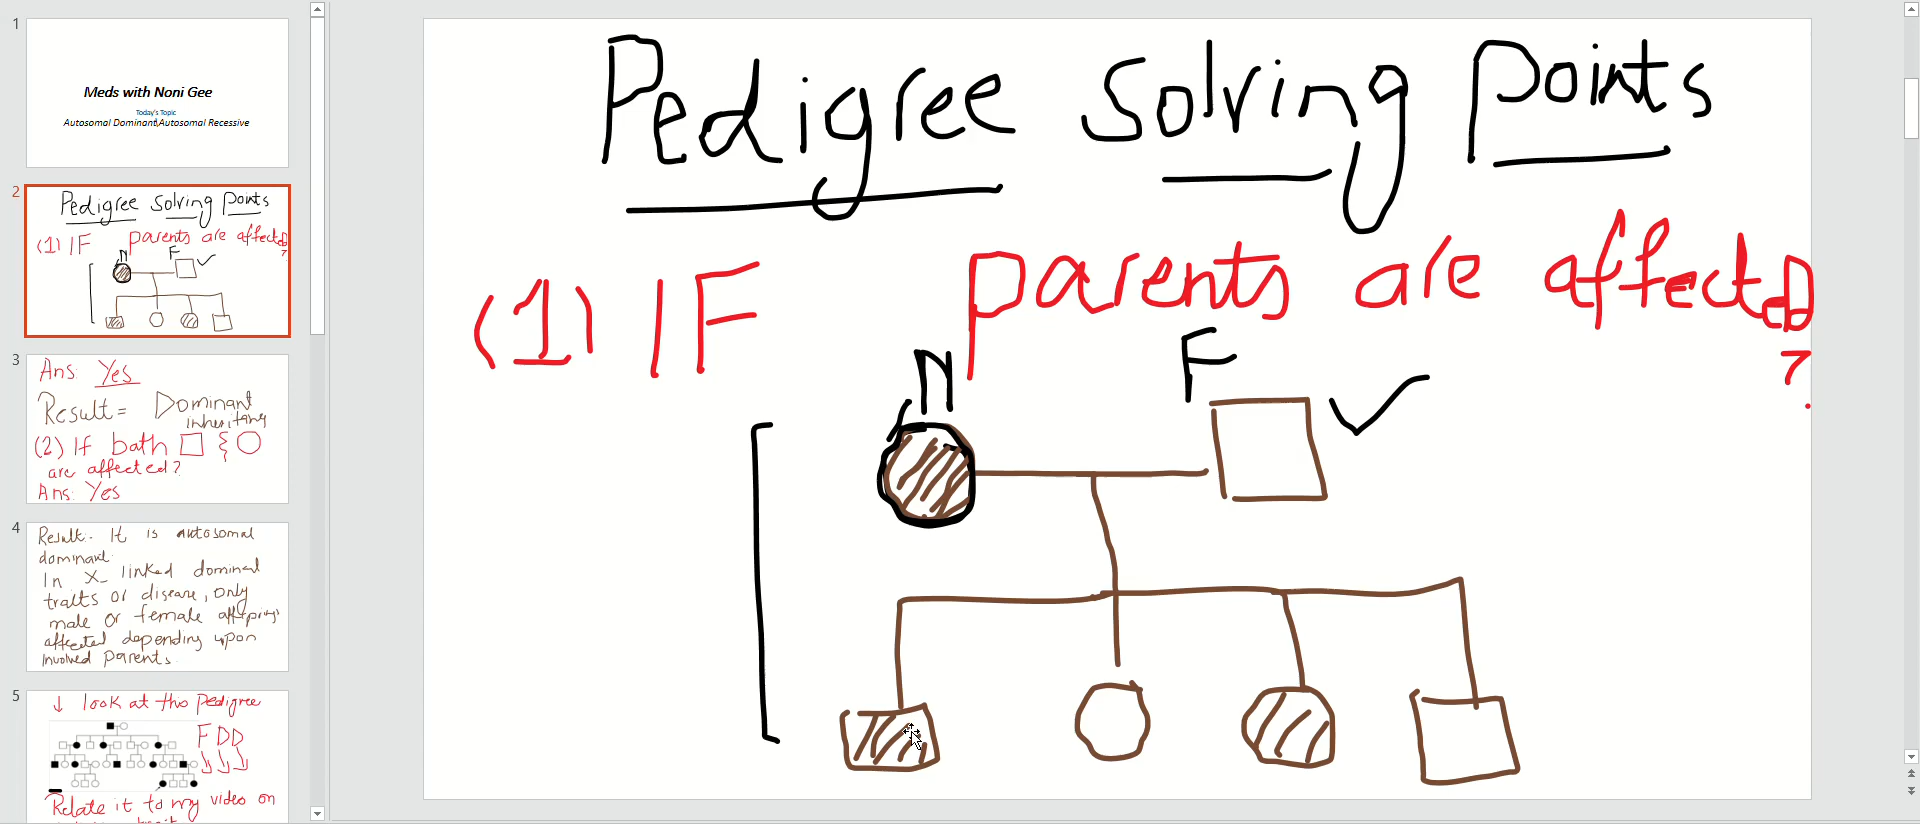 1
Meds with Noni Gee
Today's Topic
Autosomal Dominant\Autosomal Recessive
2
Pedigree Solving Points
(1) IF parents are affected
?
N F
3
Ans: Yes
Result = Dominant
inheritany
(2) If bath □ & ○
are affected?
Ans: Yes
4
Result:- It is autosomal
dominant.
In X- linked dominant
traits or disease, only
male or female
affected depending upon
involved parents.
5
↓ look at this Pedigree
F DD
Relate it to my video on
Pedigree Solving Points
(1) IF parents are affecteD
?
N F